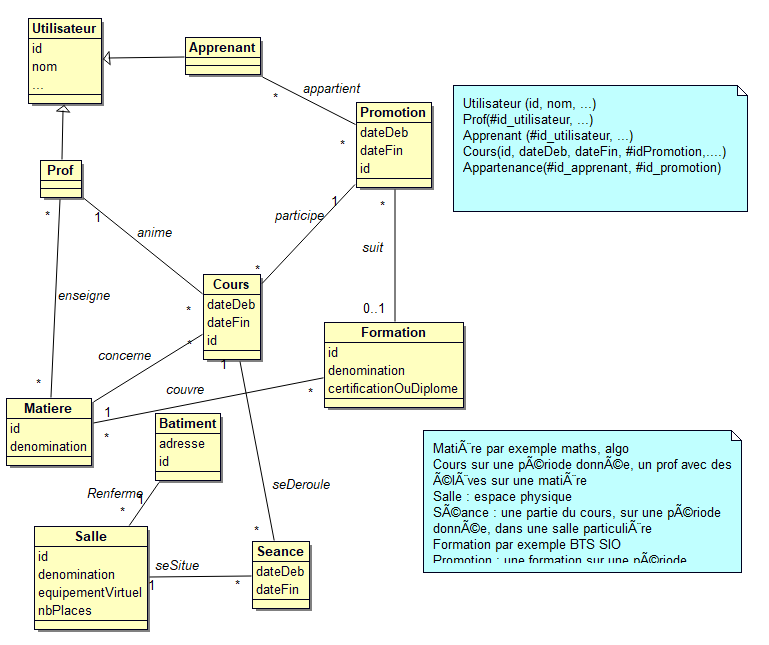 Utilisateur
id
nom
...
Apprenant
appartient
*
*
Promotion
dateDeb
dateFin
id
Utilisateur (id, nom, ...)
Prof(#id_utilisateur, ...)
Apprenant (#id_utilisateur, ...)
Cours(id, dateDeb, dateFin, #idPromotion,....)
Appartenance(#id_apprenant, #id_promotion)
Prof
*
1
anime
*
participe
1
*
*
suit
0..1
enseigne
*
Cours
dateDeb
dateFin
id
concerne
*
1
1
couvre
*
*
Formation
id
denomination
certificationOuDiplome
Matiere
id
denomination
Batiment
adresse
id
Renferme
1
*
seDeroule
*
MatiÃ¨re par exemple maths, algo
Cours sur une pÃ©riode donnÃ©e, un prof avec des
Ã©lÃ¨ves sur une matiÃ¨re
Salle : espace physique
SÃ©ance : une partie du cours, sur une pÃ©riode
donnÃ©e, dans une salle particuliÃ¨re
Formation par exemple BTS SIO
Promotion : une formation sur une pÃ©riode
Salle
id
denomination
equipementVirtuel
nbPlaces
seSitue
1
*
Seance
dateDeb
dateFin